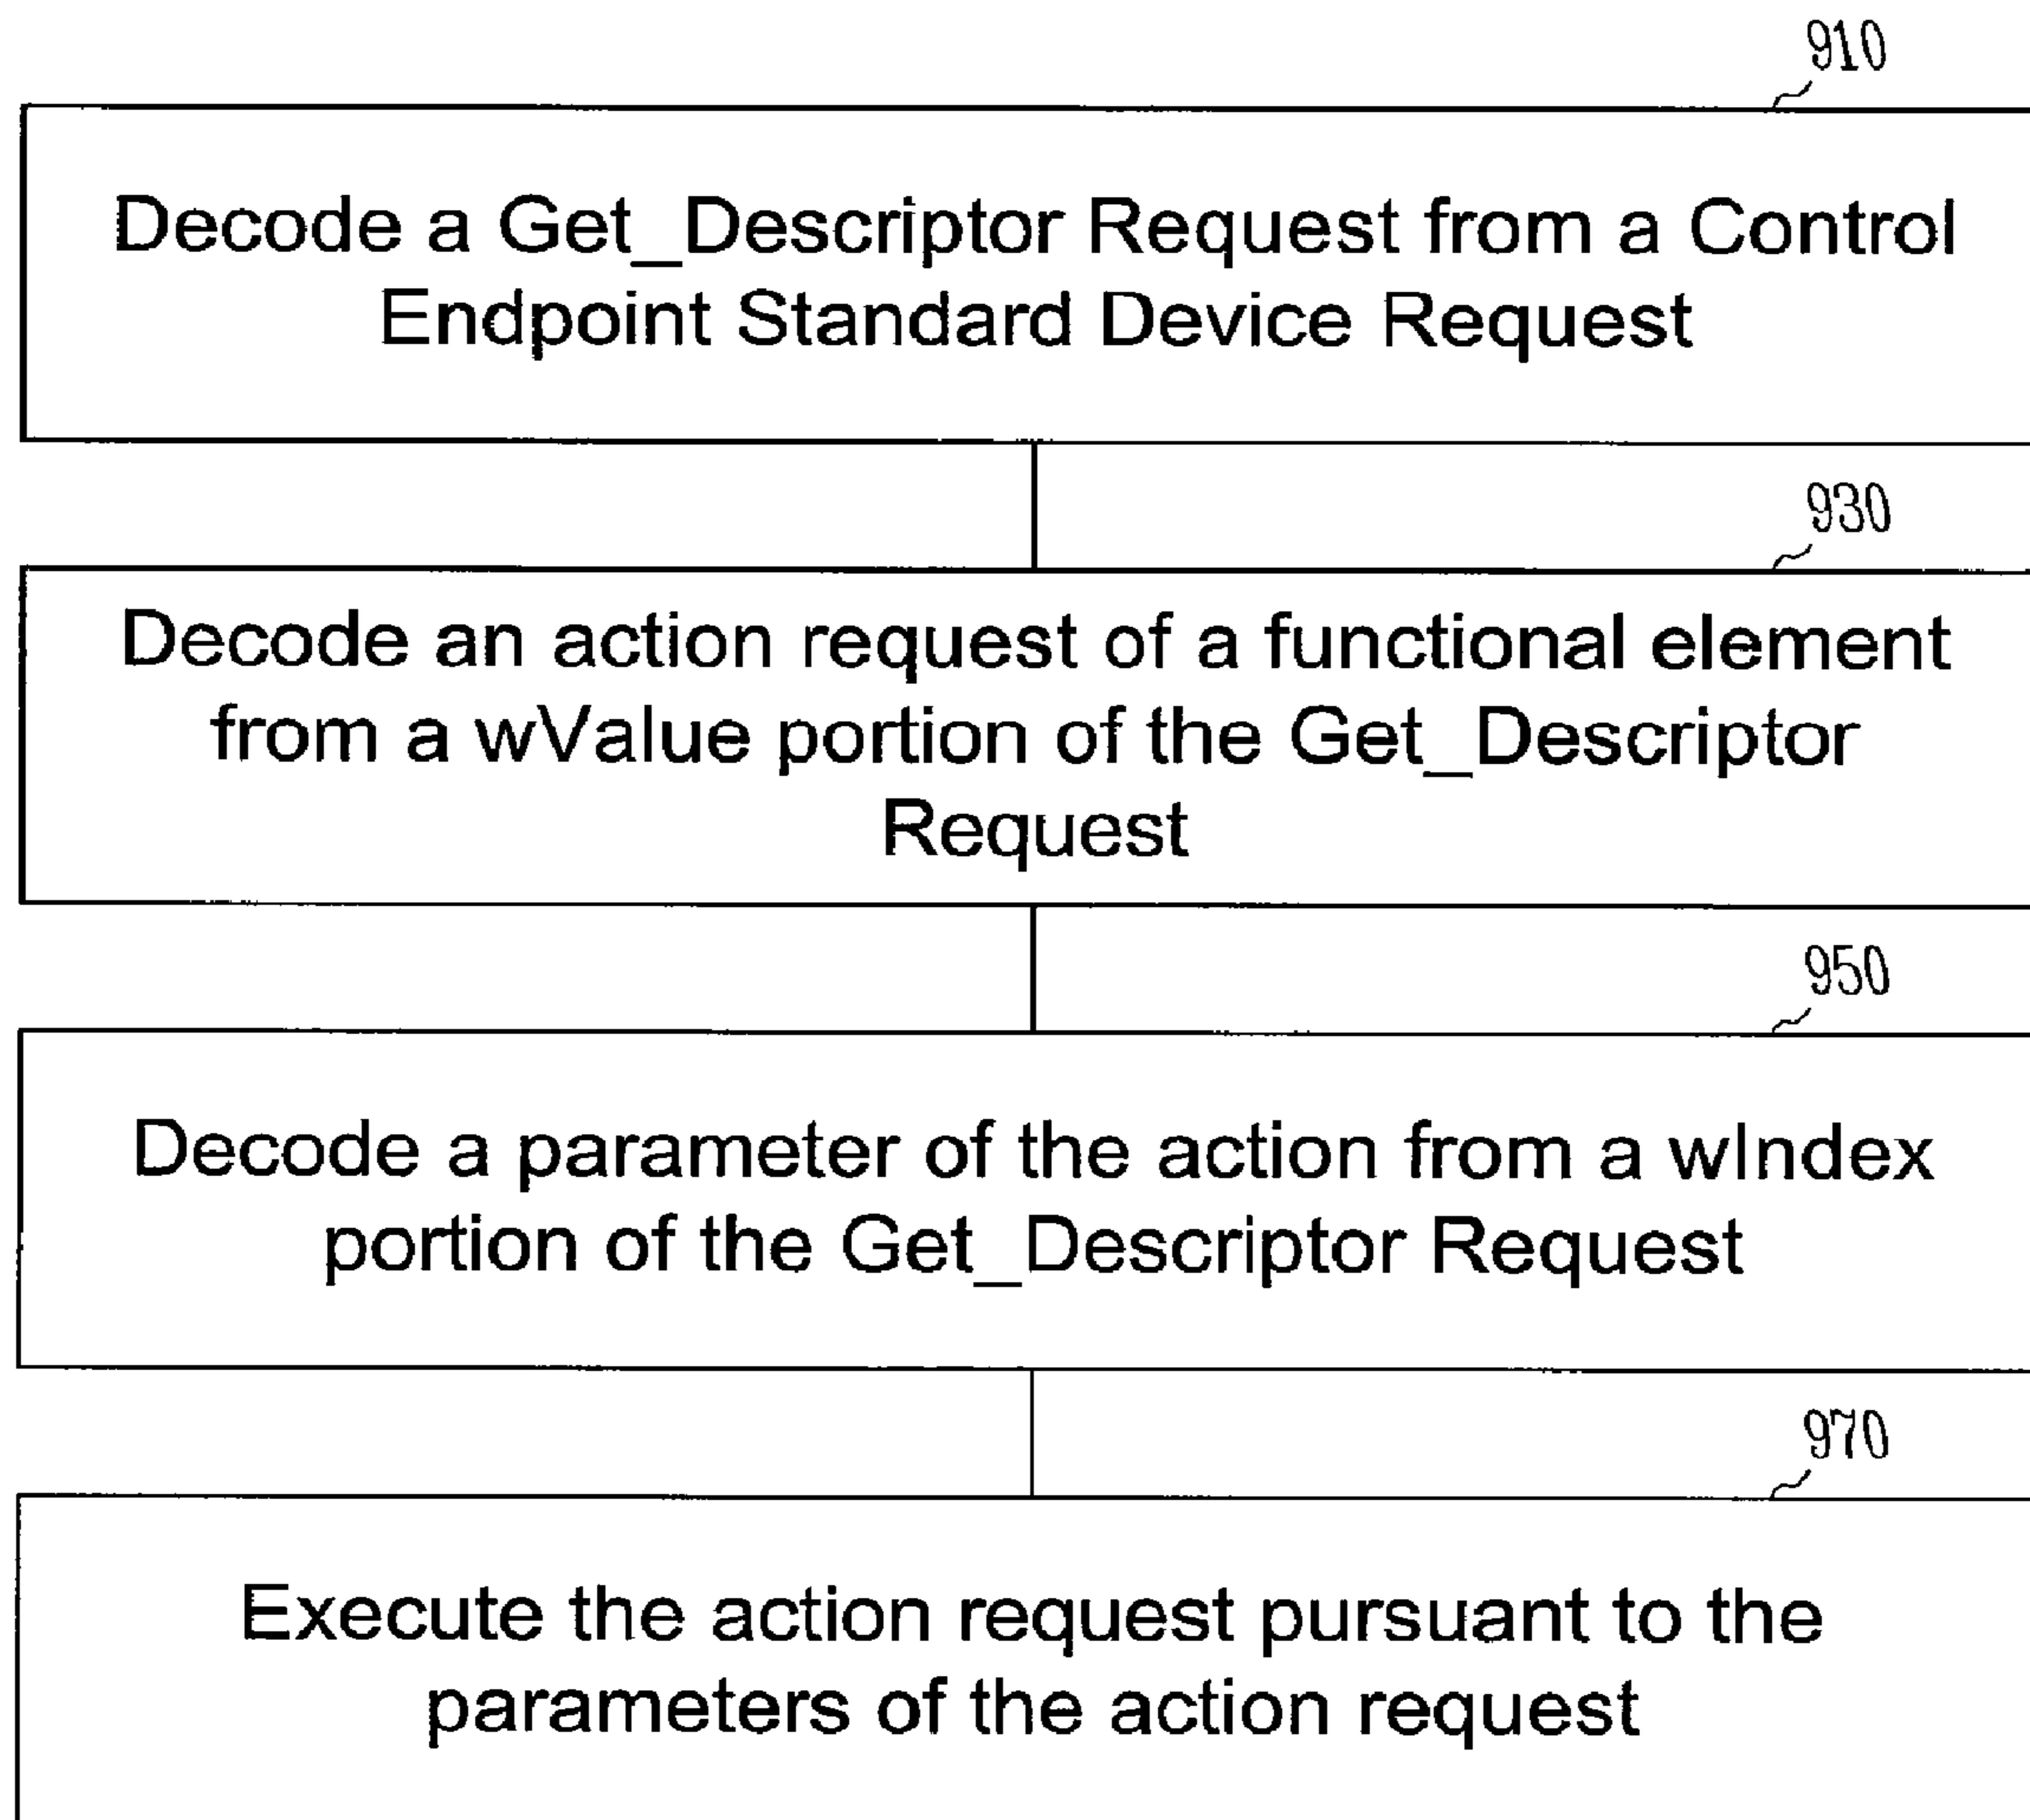 910
Decode a Get_Descriptor Request from a Control
Endpoint Standard Device Request
930
Decode an action request of a functional element
from a wValue portion of the Get_Descriptor
Request
950
Decode a parameter of the action from a wIndex
portion of the Get_Descriptor Request
970
Execute the action request pursuant to the
parameters of the action request